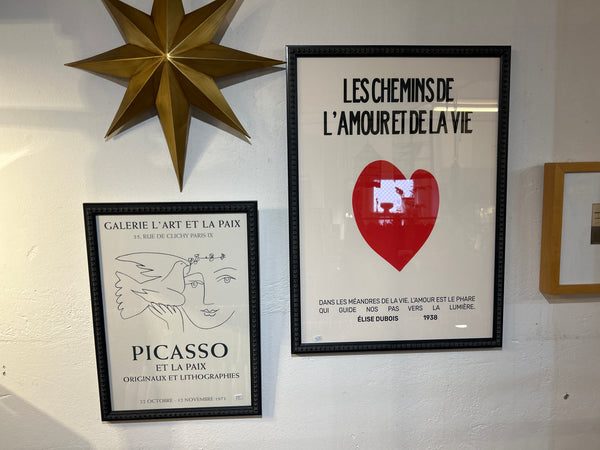 GALERIE L'ART ET LA PAIX
35, RUE DE CLICHY PARIS IX
PICASSO
ET LA PAIX
ORIGINAUX ET LITHOGRAPHIES
22 OCTOBRE - 12 NOVEMBRE 1971
LES CHEMINS DE
L'AMOUR ET DE LA VIE
DANS LES MÉANDRES DE LA VIE, L'AMOUR EST LE PHARE
QUI GUIDE NOS PAS VERS LA LUMIÈRE.
ÉLISE DUBOIS 1938